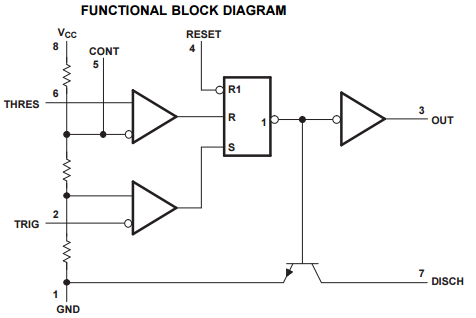 FUNCTIONAL BLOCK DIAGRAM
VCC
8
CONT
5
RESET
4
6
THRES
R1
R
1
S
3
OUT
2
TRIG
7
DISCH
1
GND